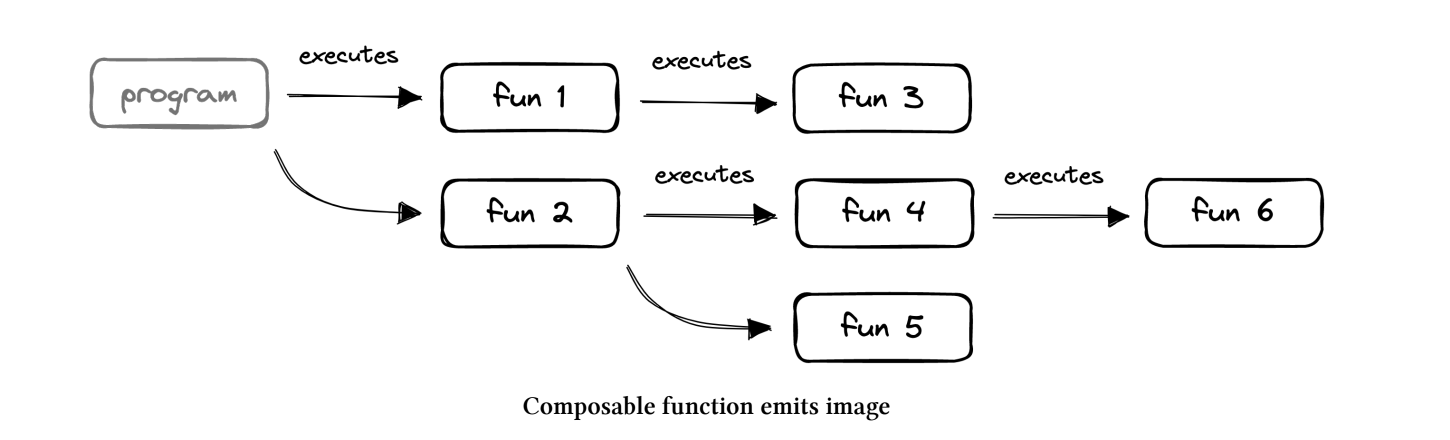 executes
executes
program
fun 1
fun 3
executes
executes
fun 2
fun 4
fun 6
fun 5
Composable function emits image